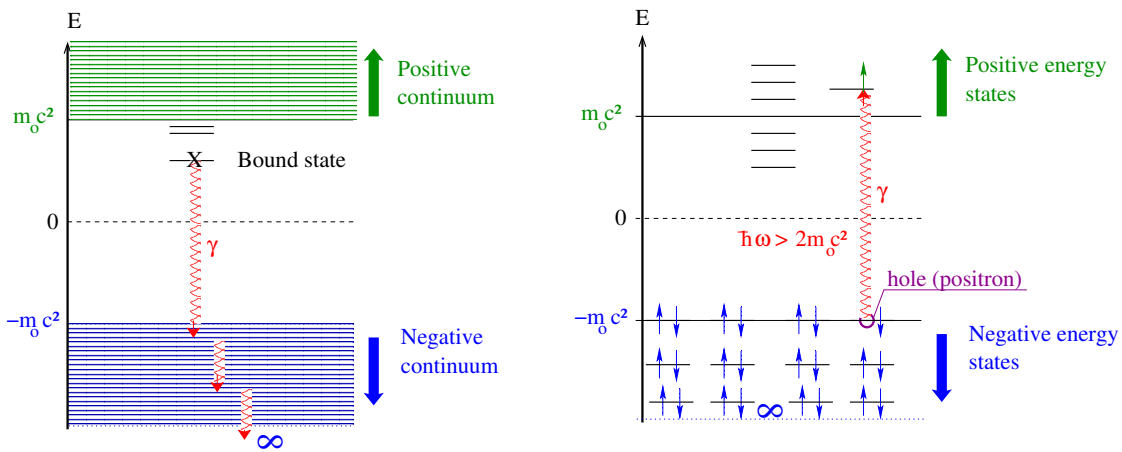 E
Positive
continuum
m₀c²
X
Bound state
0
γ
−m₀c²
Negative
continuum
∞
E
Positive energy
states
m₀c²
γ
0
ħω > 2m₀c²
hole (positron)
−m₀c²
Negative energy
states
∞